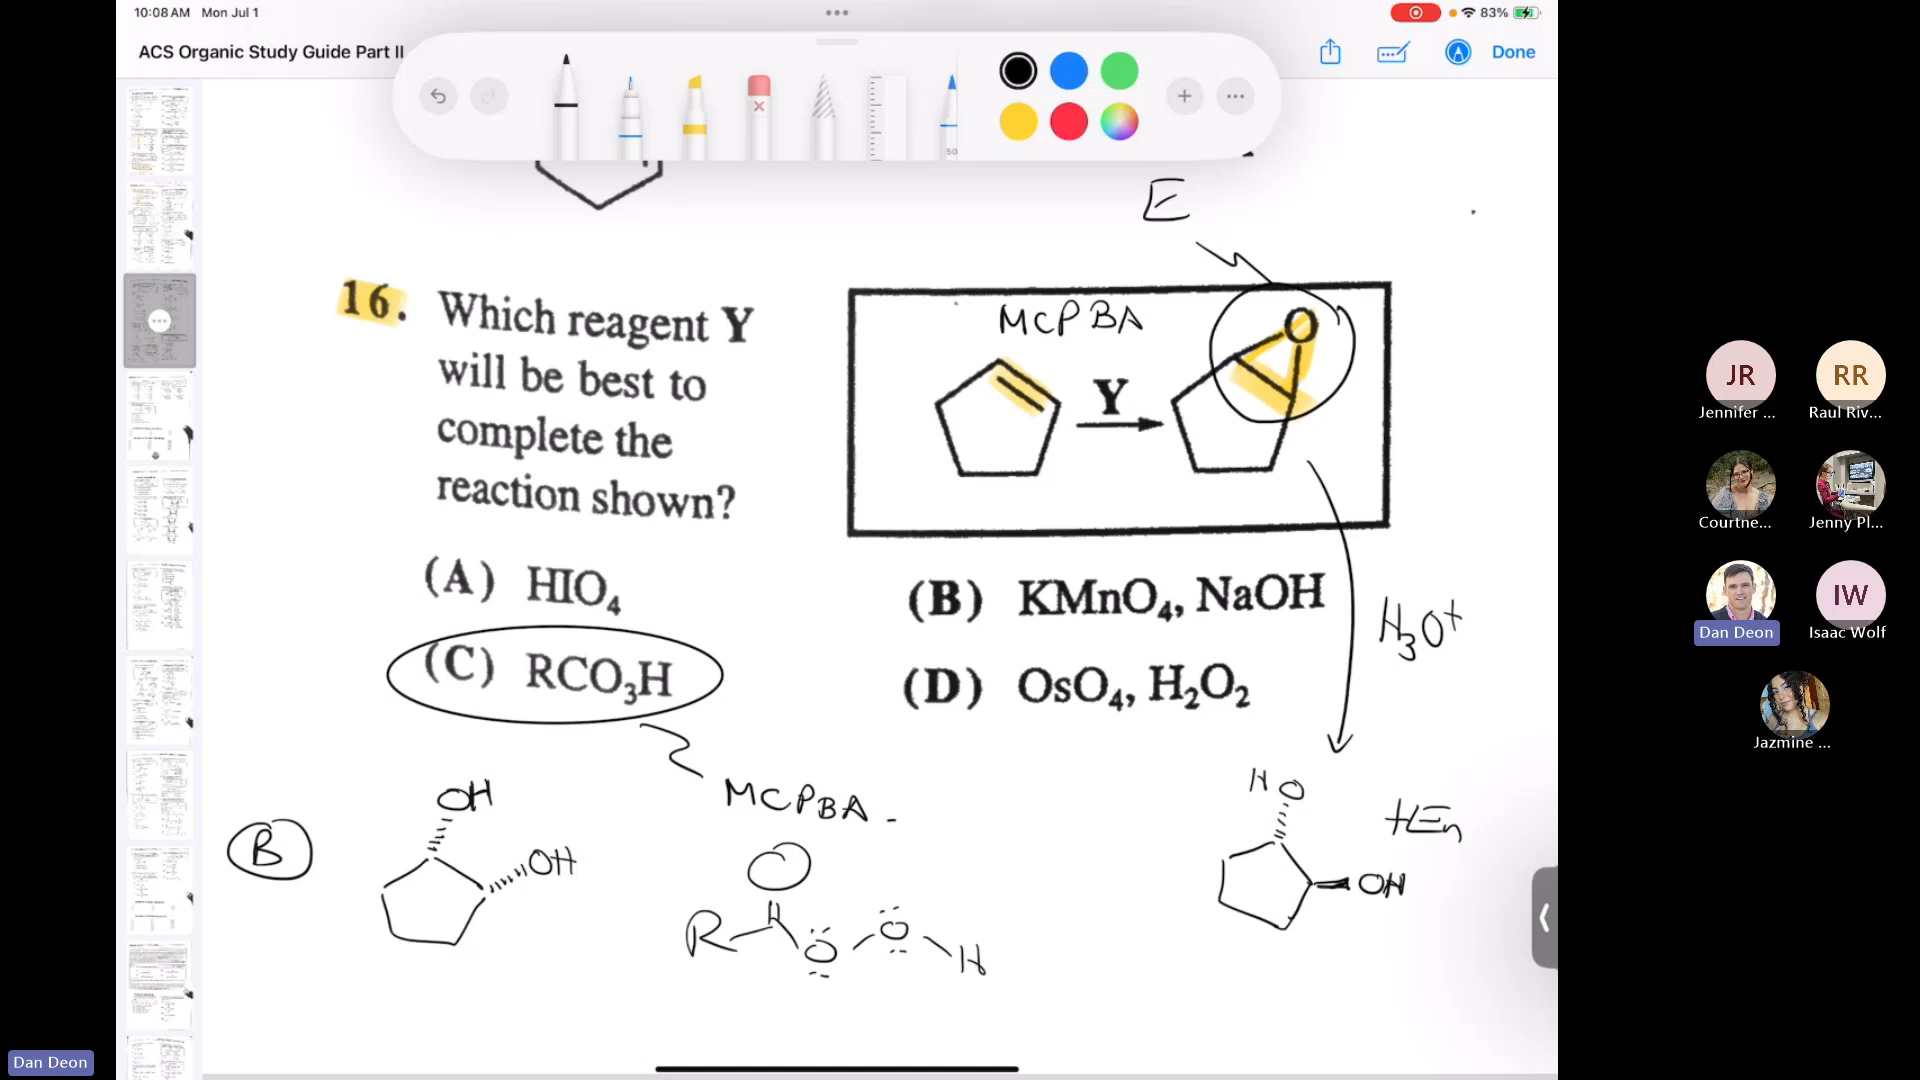 10:08 AM Mon Jul 1
83%
ACS Organic Study Guide Part II
Done
50
E
16. Which reagent Y
will be best to
complete the
reaction shown?
MCPBA
O
Y
(A) HIO₄
(B) KMnO₄, NaOH
(C) RCO₃H
(D) OsO₄, H₂O₂
H₃O+
MCPBA
B
OH
OH
O
R
O
O
H
HO
OH
+En
JR
Jennifer ...
RR
Raul Riv...
Courtne...
Jenny Pl...
Dan Deon
IW
Isaac Wolf
Jazmine ...
Dan Deon